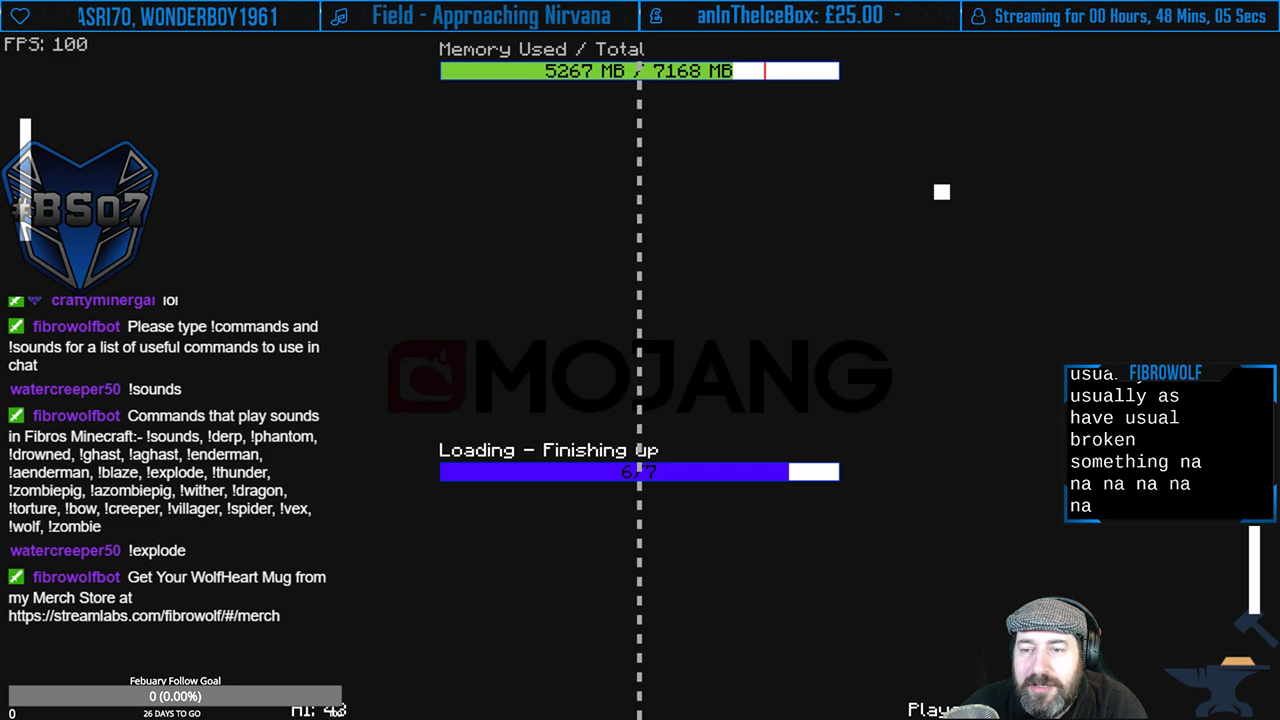 ASRI70, WONDERBOY1961
Field - Approaching Nirvana
anInTheIceBox: £25.00 -
Streaming for 00 Hours, 48 Mins, 05 Secs
FPS: 100
Memory Used / Total
5267 MB / 7168 MB
#BS07
craftyminergal lol
fibrowolfbot Please type !commands and
!sounds for a list of useful commands to use in
chat
watercreeper50 !sounds
fibrowolfbot Commands that play sounds
in Fibros Minecraft:- !sounds, !derp, !phantom,
!drowned, !ghast, !aghast, !enderman,
!aenderman, !blaze, !explode, !thunder,
!zombiepig, !azombiepig, !wither, !dragon,
!torture, !bow, !creeper, !villager, !spider, !vex,
!wolf, !zombie
watercreeper50 !explode
fibrowolfbot Get Your WolfHeart Mug from
my Merch Store at
https://streamlabs.com/fibrowolf/#/merch
MOJANG
Loading - Finishing up
6/7
FIBROWOLF
usually as
have usual
broken
something na
na na na na
na
Febuary Follow Goal
0 (0.00%)
0
26 DAYS TO GO